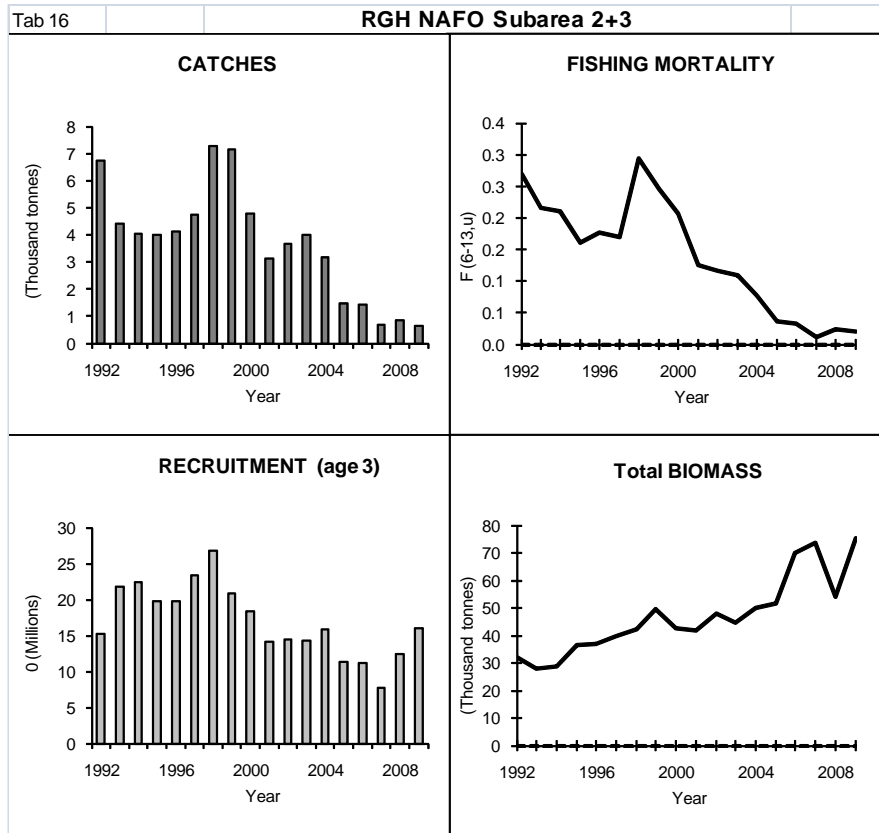 Tab 16
RGH NAFO Subarea 2+3
CATCHES
(Thousand tonnes)
8
7
6
5
4
3
2
1
0
1992 1996 2000 2004 2008
Year
FISHING MORTALITY
F (6-13,u)
0.4
0.3
0.3
0.2
0.2
0.1
0.1
0.0
1992 1996 2000 2004 2008
Year
RECRUITMENT (age 3)
0 (Millions)
30
25
20
15
10
5
0
1992 1996 2000 2004 2008
Year
Total BIOMASS
(Thousand tonnes)
80
70
60
50
40
30
20
10
0
1992 1996 2000 2004 2008
Year